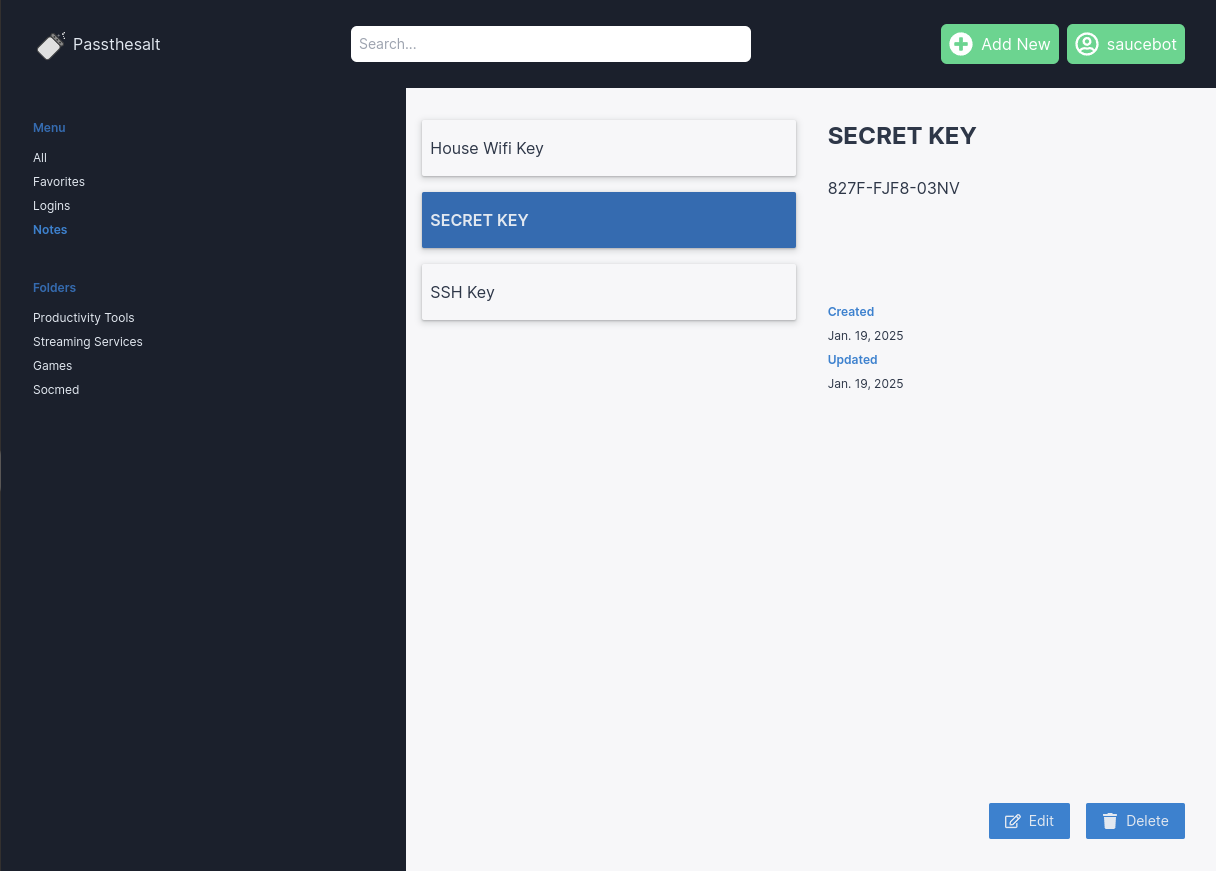 Passthesalt
Search...
Add New
saucebot
Menu
All
Favorites
Logins
Notes
Folders
Productivity Tools
Streaming Services
Games
Socmed
House Wifi Key
SECRET KEY
SSH Key
SECRET KEY
827F-FJF8-03NV
Created
Jan. 19, 2025
Updated
Jan. 19, 2025
Edit
Delete